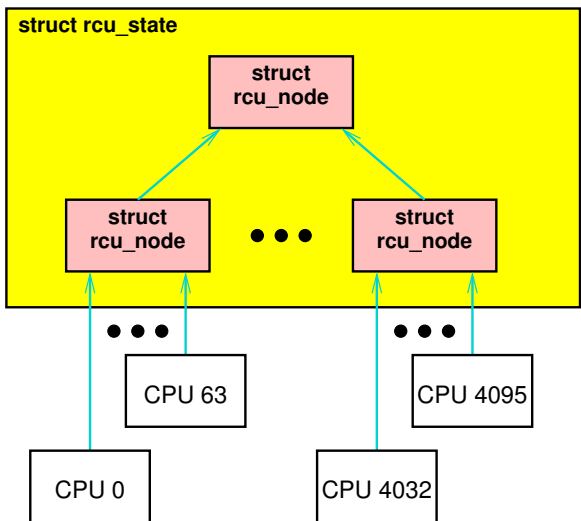 struct rcu_state
struct
rcu_node
struct
rcu_node
struct
rcu_node
CPU 63
CPU 4095
CPU 0
CPU 4032